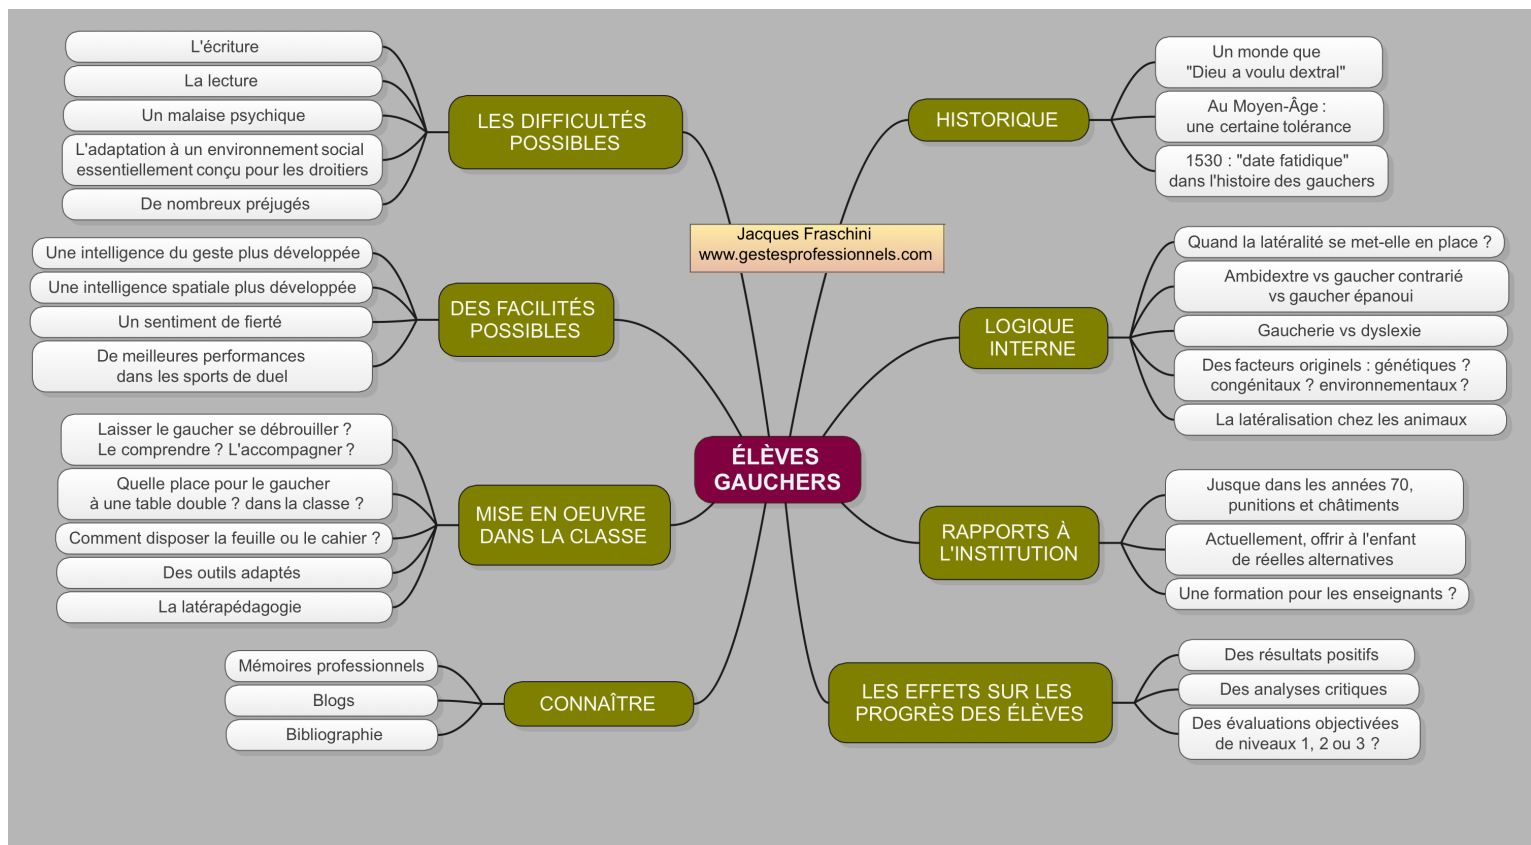 L'écriture
La lecture
Un malaise psychique
L'adaptation à un environnement social
essentiellement conçu pour les droitiers
De nombreux préjugés
LES DIFFICULTÉS
POSSIBLES
Une intelligence du geste plus développée
Une intelligence spatiale plus développée
Un sentiment de fierté
De meilleures performances
dans les sports de duel
DES FACILITÉS
POSSIBLES
Laisser le gaucher se débrouiller ?
Le comprendre ? L'accompagner ?
Quelle place pour le gaucher
à une table double ? dans la classe ?
Comment disposer la feuille ou le cahier ?
Des outils adaptés
La latérapédagogie
MISE EN OEUVRE
DANS LA CLASSE
Mémoires professionnels
Blogs
Bibliographie
CONNAÎTRE
Jacques Fraschini
www.gestesprofessionnels.com
ÉLÈVES
GAUCHERS
HISTORIQUE
Un monde que
"Dieu a voulu dextral"
Au Moyen-Âge :
une certaine tolérance
1530 : "date fatidique"
dans l'histoire des gauchers
LOGIQUE
INTERNE
Quand la latéralité se met-elle en place ?
Ambidextre vs gaucher contrarié
vs gaucher épanoui
Gaucherie vs dyslexie
Des facteurs originels : génétiques ?
congénitaux ? environnementaux ?
La latéralisation chez les animaux
RAPPORTS À
L'INSTITUTION
Jusque dans les années 70,
punitions et châtiments
Actuellement, offrir à l'enfant
de réelles alternatives
Une formation pour les enseignants ?
LES EFFETS SUR LES
PROGRÈS DES ÉLÈVES
Des résultats positifs
Des analyses critiques
Des évaluations objectivées
de niveaux 1, 2 ou 3 ?